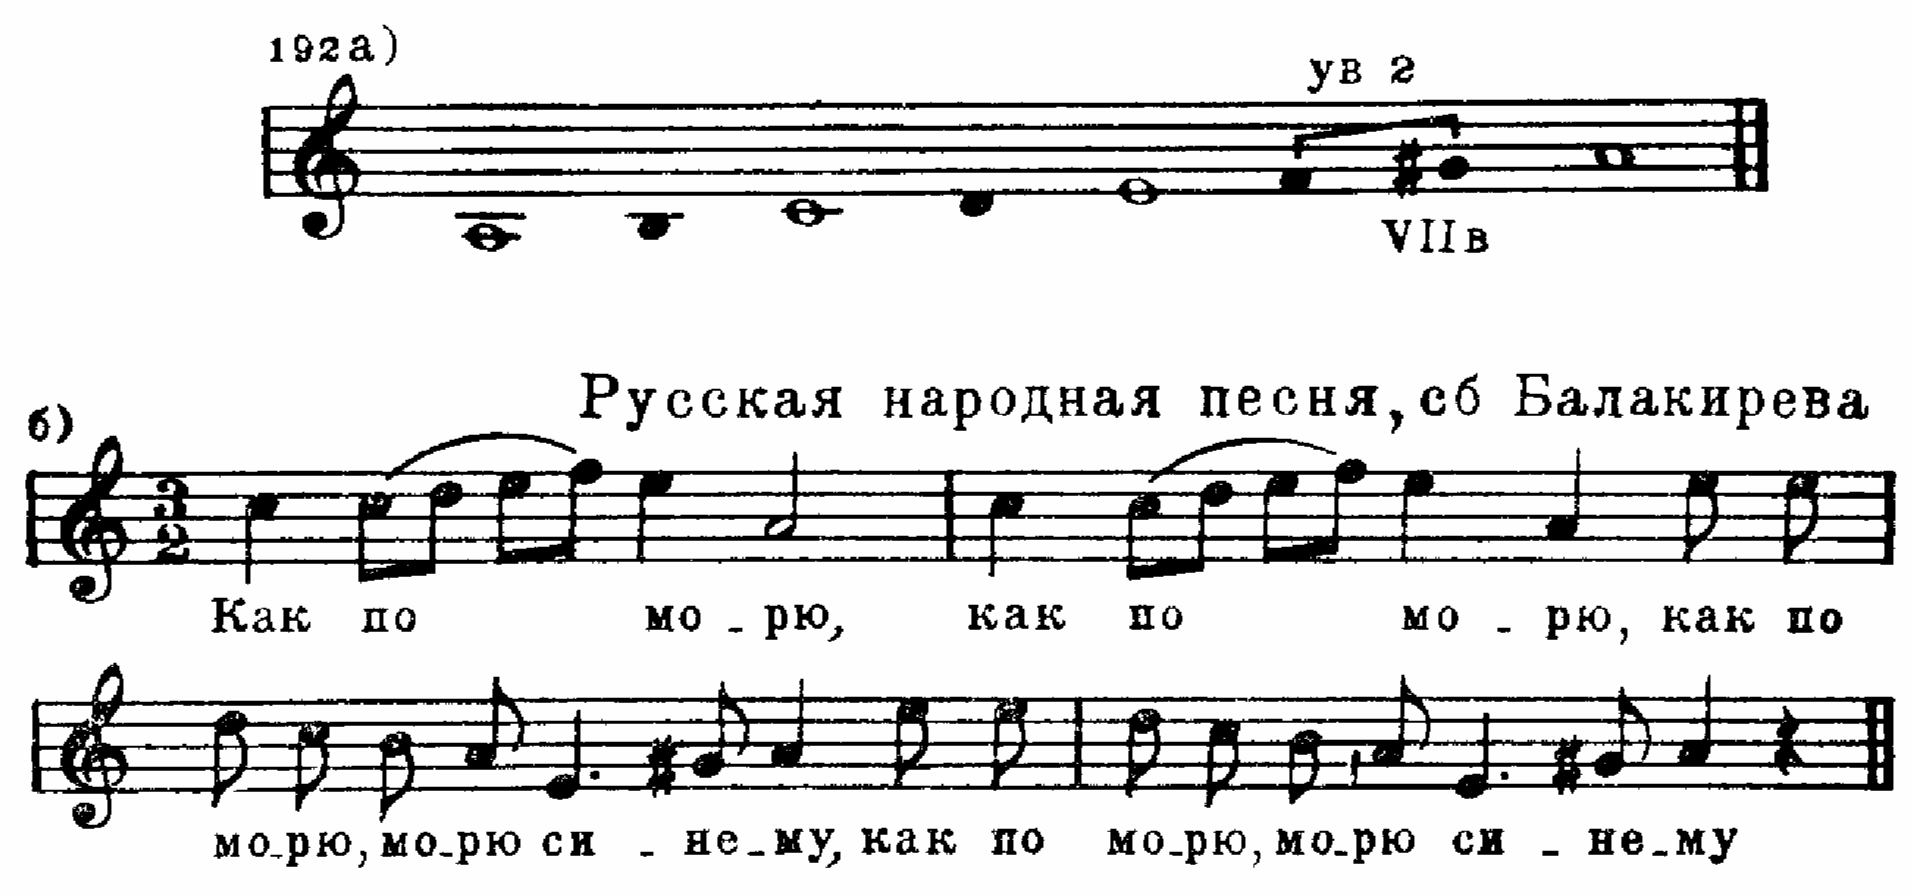 192а)
ув 2
VIIв
Русская народная песня, сб Балакирева
б)
3
2
Как по мо - рю, как по мо - рю, как по
мо-рю, мо-рю си - не-му, как по мо-рю, мо-рю си - не-му